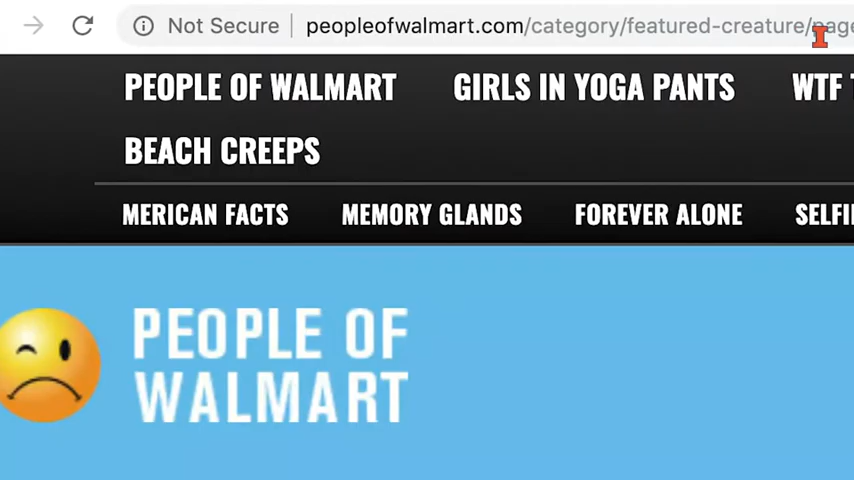 Not Secure peopleofwalmart.com/category/featured-creature/page
PEOPLE OF WALMART GIRLS IN YOGA PANTS WTF
BEACH CREEPS
MERICAN FACTS MEMORY GLANDS FOREVER ALONE
PEOPLE OF
WALMART